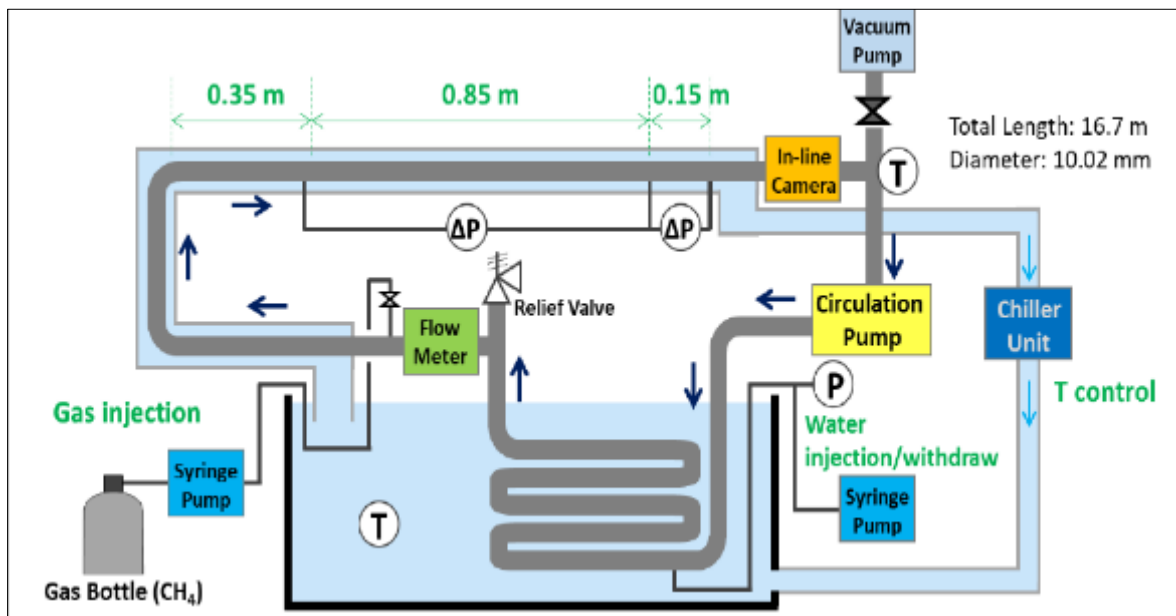 Vacuum
Pump
0.35 m
0.85 m
0.15 m
Total Length: 16.7 m
Diameter: 10.02 mm
In-line
Camera
T
ΔP
ΔP
Relief Valve
Circulation
Pump
Chiller
Unit
Flow
Meter
P
T control
Gas injection
Water
injection/withdraw
Syringe
Pump
Syringe
Pump
T
Gas Bottle (CH₄)